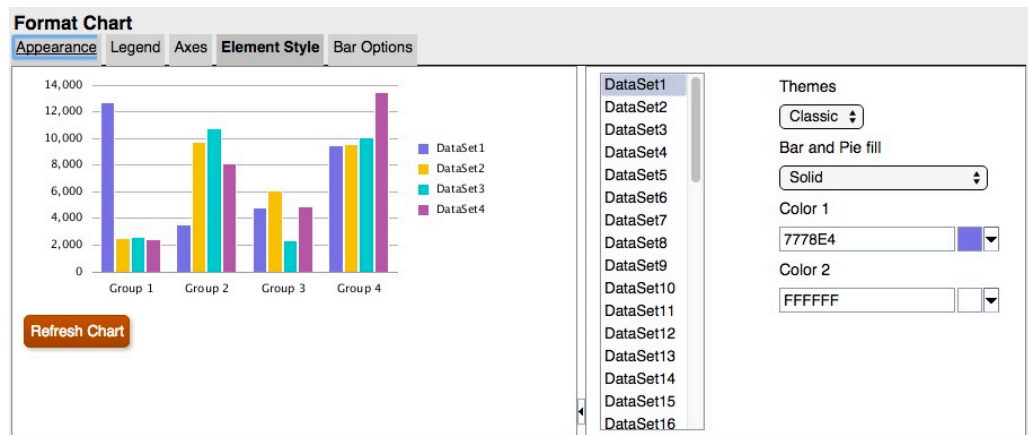 Format Chart
Appearance Legend Axes Element Style Bar Options
14,000
12,000
10,000
8,000
6,000
4,000
2,000
0
Group 1 Group 2 Group 3 Group 4
DataSet1
DataSet2
DataSet3
DataSet4
Refresh Chart
DataSet1
DataSet2
DataSet3
DataSet4
DataSet5
DataSet6
DataSet7
DataSet8
DataSet9
DataSet10
DataSet11
DataSet12
DataSet13
DataSet14
DataSet15
DataSet16
Themes
Classic
Bar and Pie fill
Solid
Color 1
7778E4
Color 2
FFFFFF